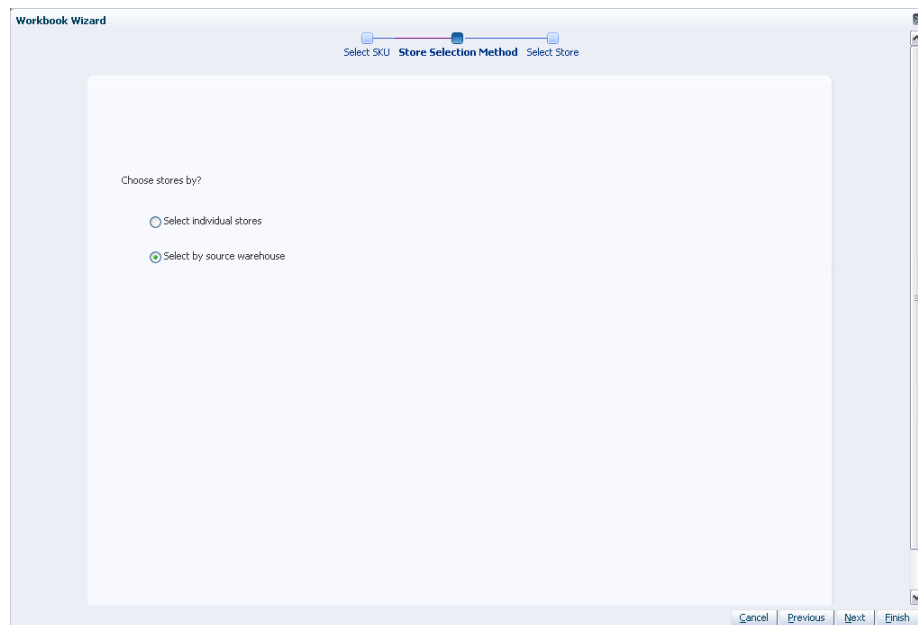 Workbook Wizard
Select SKU Store Selection Method Select Store
Choose stores by?
Select individual stores
Select by source warehouse
Cancel Previous Next Finish